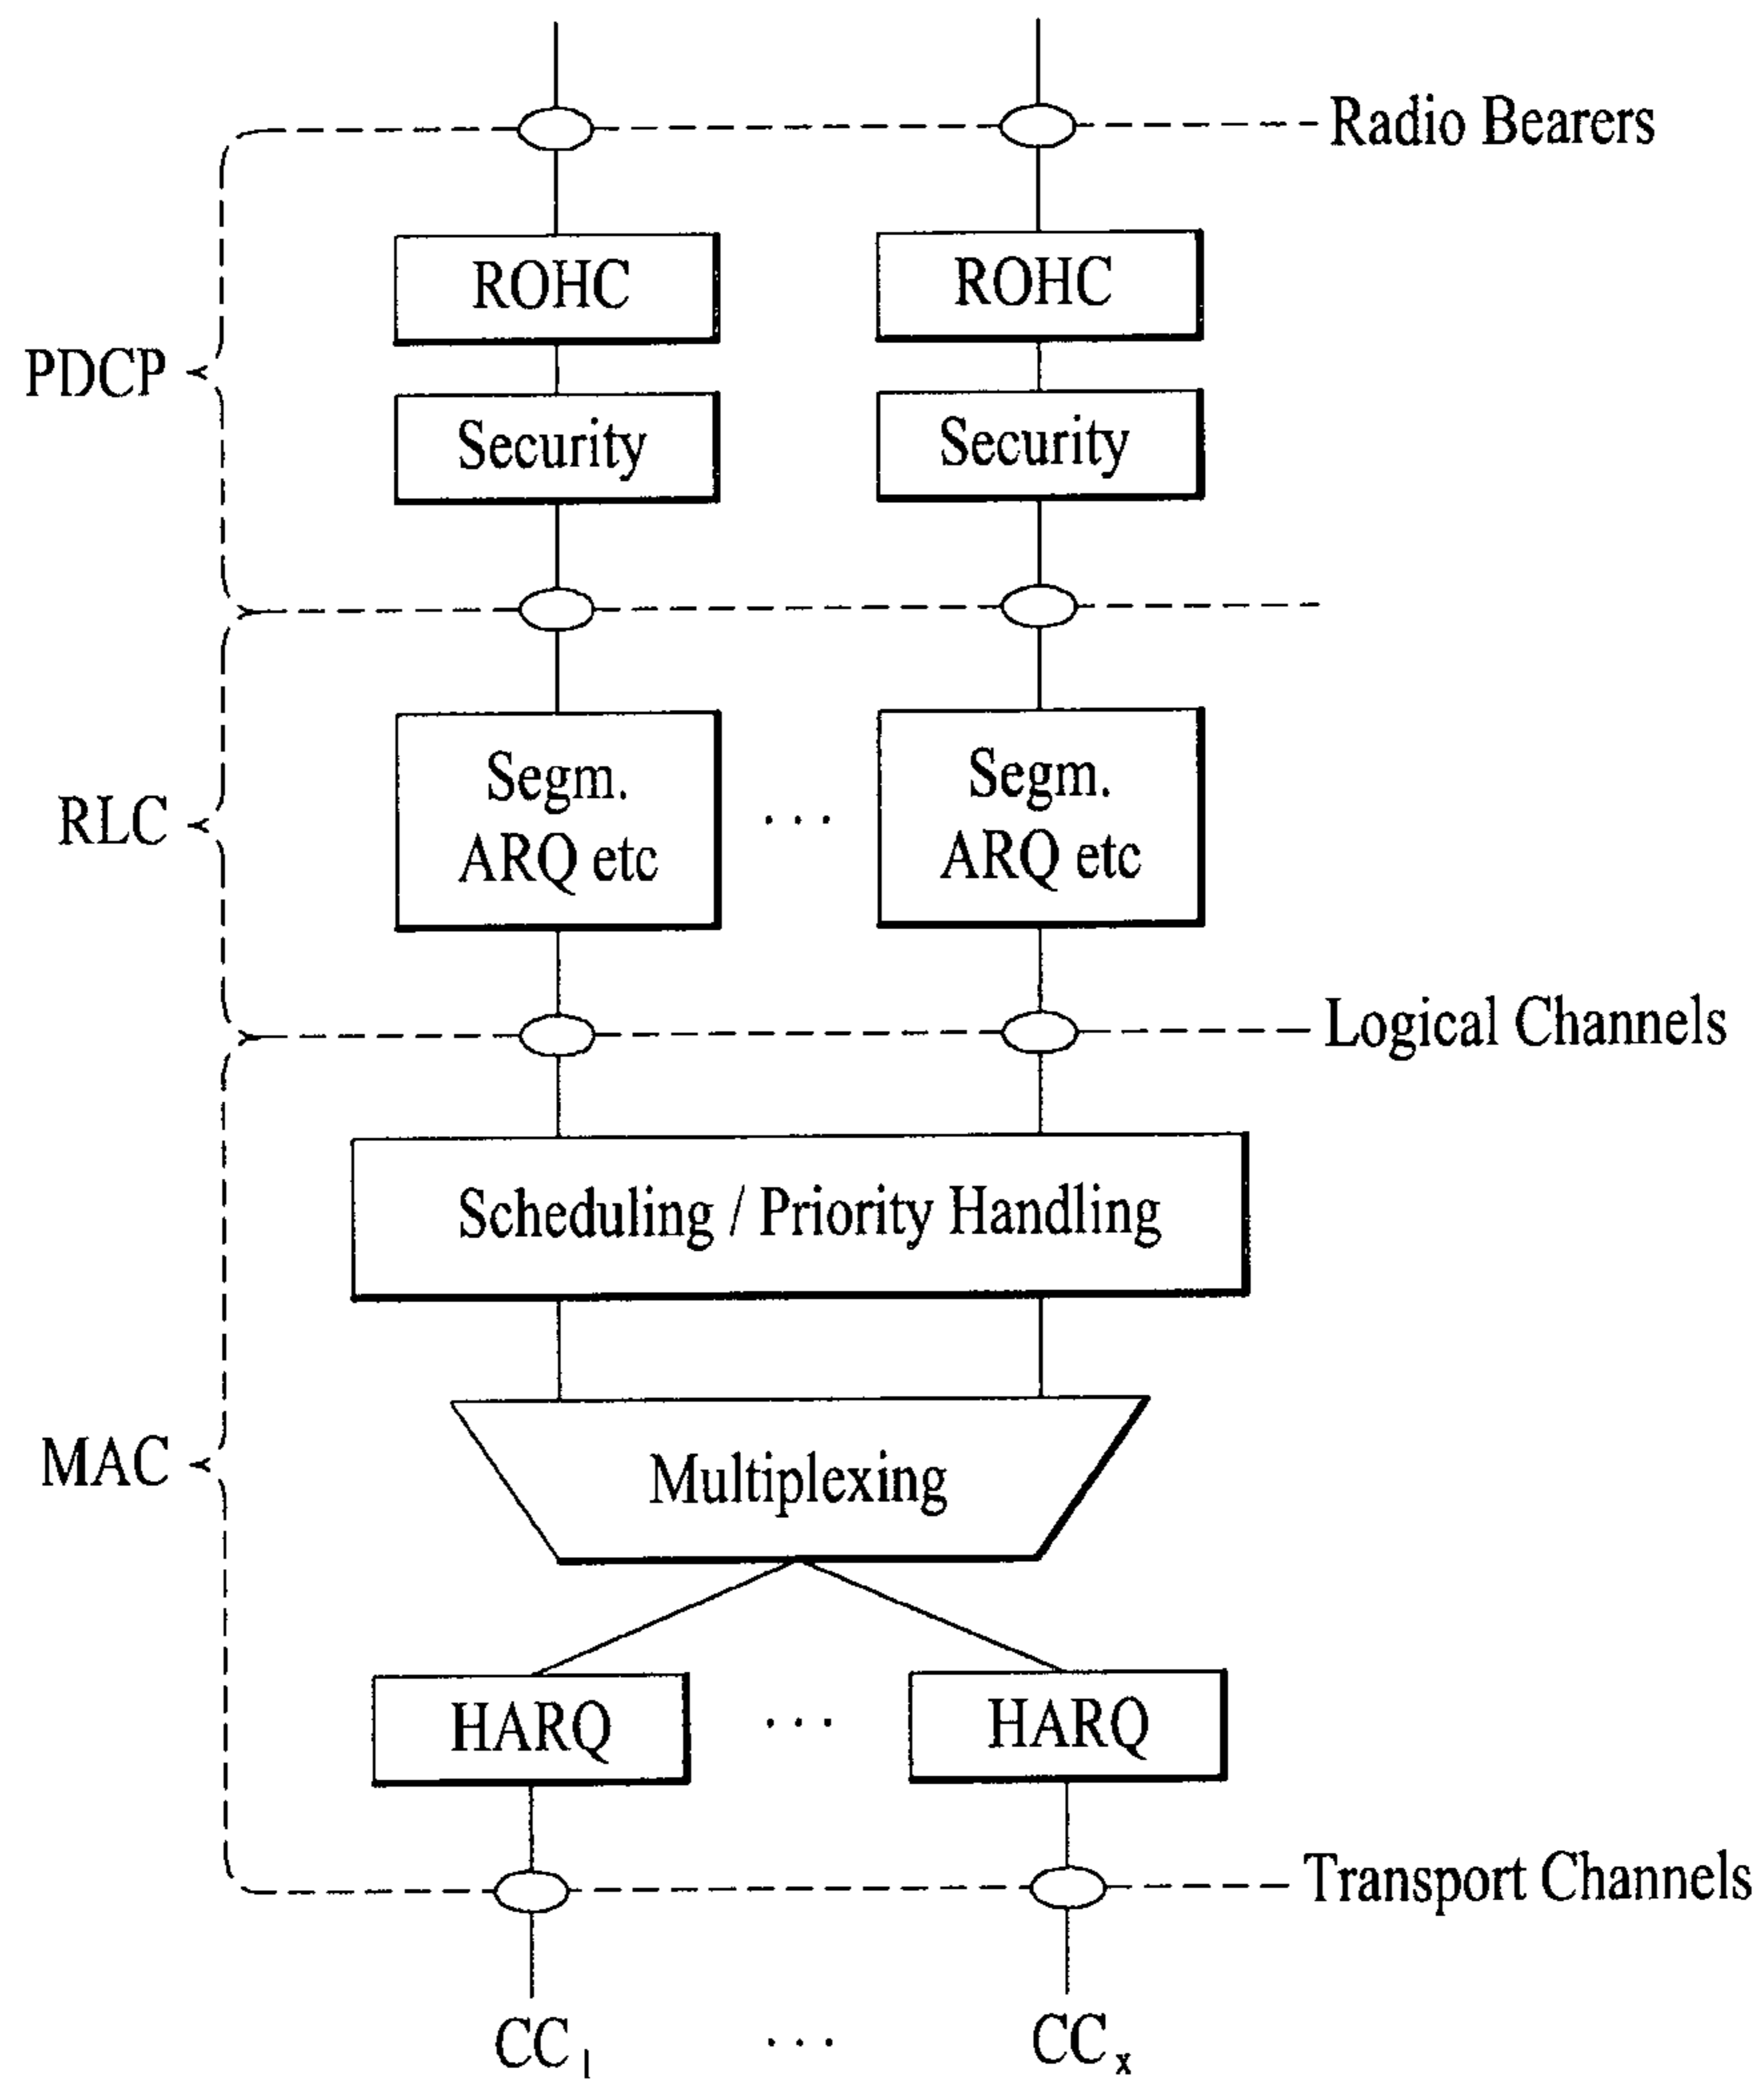 Radio Bearers
ROHC
ROHC
PDCP
Security
Security
Segm.
ARQ etc
Segm.
ARQ etc
RLC
...
Logical Channels
Scheduling / Priority Handling
MAC
Multiplexing
HARQ
...
HARQ
Transport Channels
CC1
...
CCx